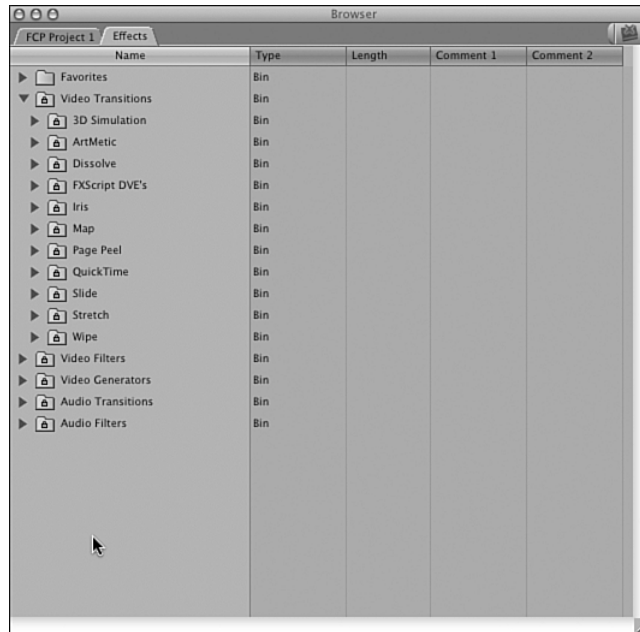 Browser
FCP Project 1 Effects
Name Type Length Comment 1 Comment 2
Favorites Bin
Video Transitions Bin
3D Simulation Bin
ArtMetic Bin
Dissolve Bin
FXScript DVE's Bin
Iris Bin
Map Bin
Page Peel Bin
QuickTime Bin
Slide Bin
Stretch Bin
Wipe Bin
Video Filters Bin
Video Generators Bin
Audio Transitions Bin
Audio Filters Bin